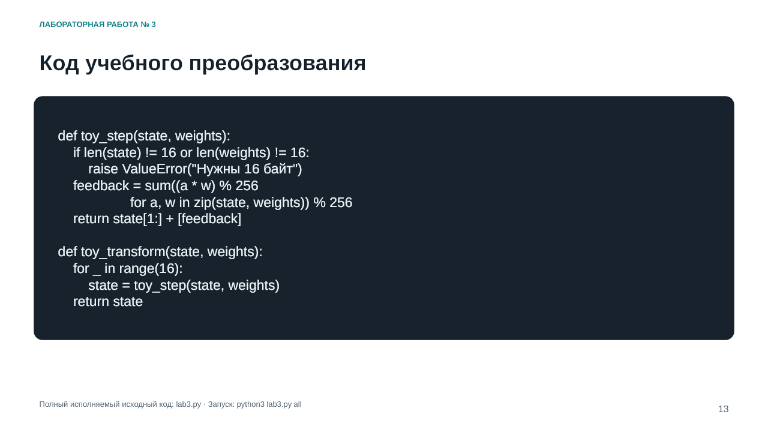 ЛАБОРАТОРНАЯ РАБОТА № 3
Код учебного преобразования
def toy_step(state, weights):
    if len(state) != 16 or len(weights) != 16:
        raise ValueError("Нужны 16 байт")
    feedback = sum((a * w) % 256
                   for a, w in zip(state, weights)) % 256
    return state[1:] + [feedback]
def toy_transform(state, weights):
    for _ in range(16):
        state = toy_step(state, weights)
    return state
Полный исполняемый исходный код: lab3.py · Запуск: python3 lab3.py all
13